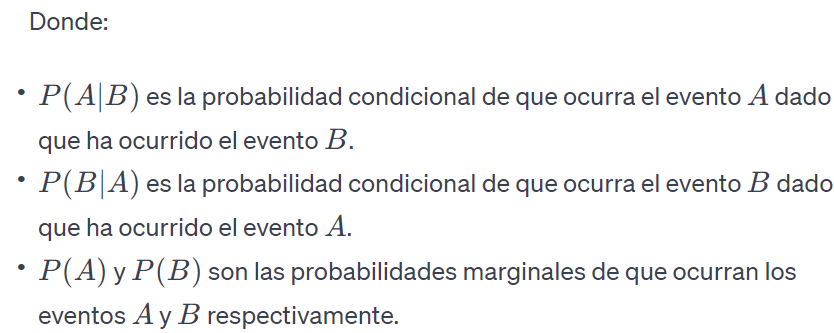 Donde:
• P(A|B) es la probabilidad condicional de que ocurra el evento A dado
que ha ocurrido el evento B.
• P(B|A) es la probabilidad condicional de que ocurra el evento B dado
que ha ocurrido el evento A.
• P(A) y P(B) son las probabilidades marginales de que ocurran los
eventos A y B respectivamente.